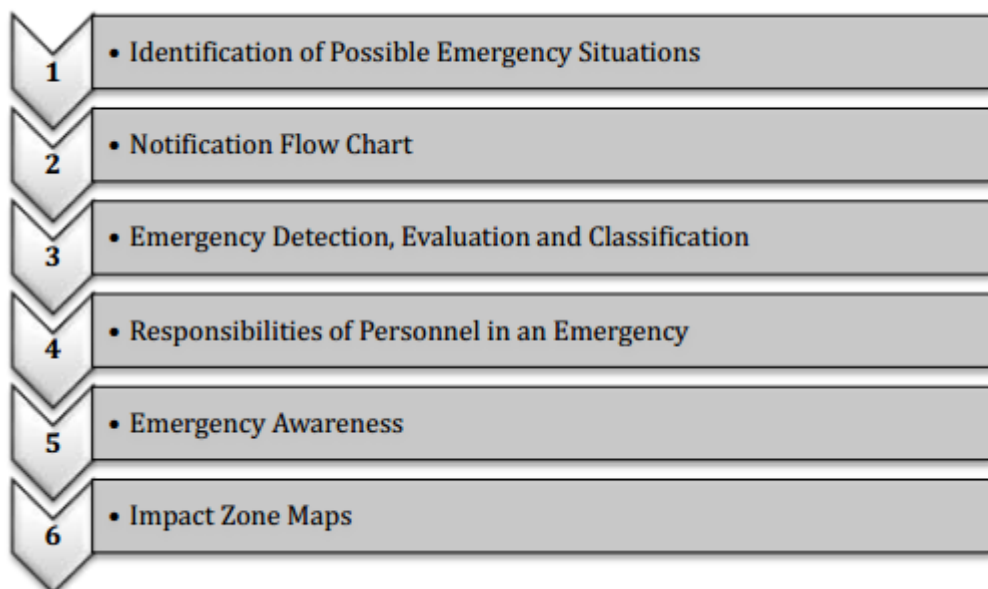 1 • Identification of Possible Emergency Situations
2 • Notification Flow Chart
3 • Emergency Detection, Evaluation and Classification
4 • Responsibilities of Personnel in an Emergency
5 • Emergency Awareness
6 • Impact Zone Maps